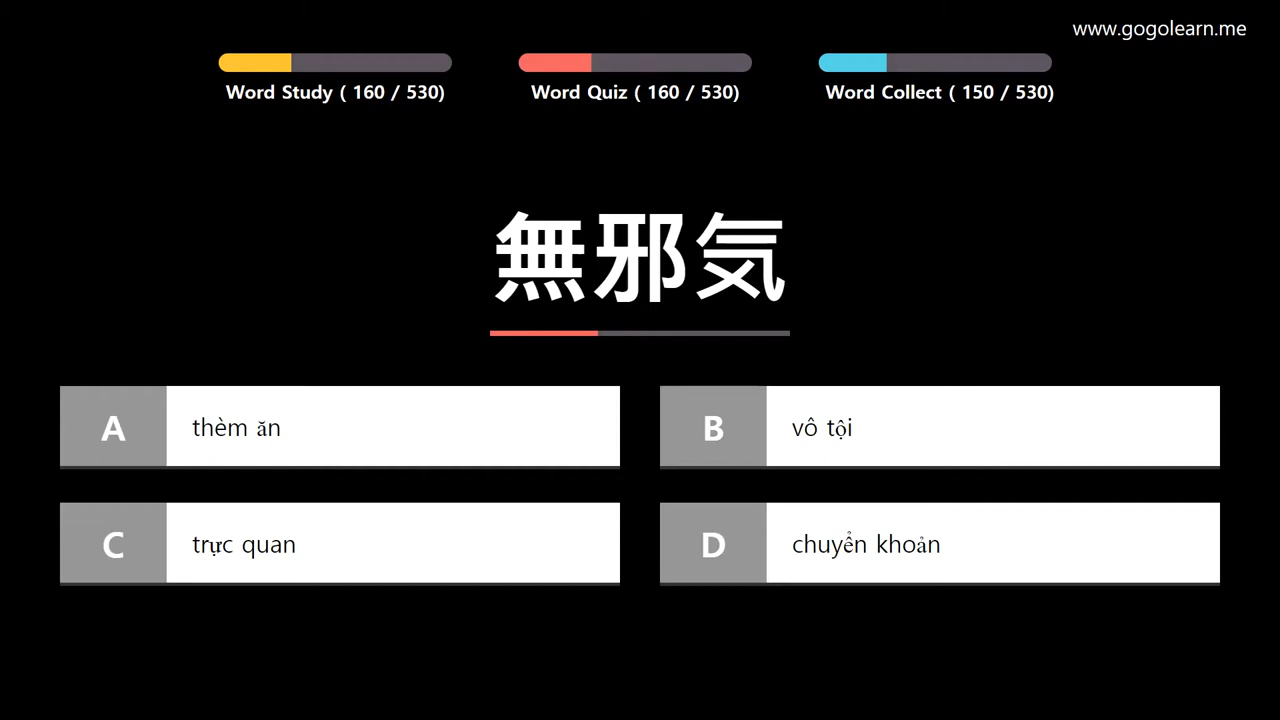 www.gogolearn.me
Word Study ( 160 / 530)
Word Quiz ( 160 / 530)
Word Collect ( 150 / 530)
無邪気
A thèm ăn
B vô tội
C trực quan
D chuyển khoản